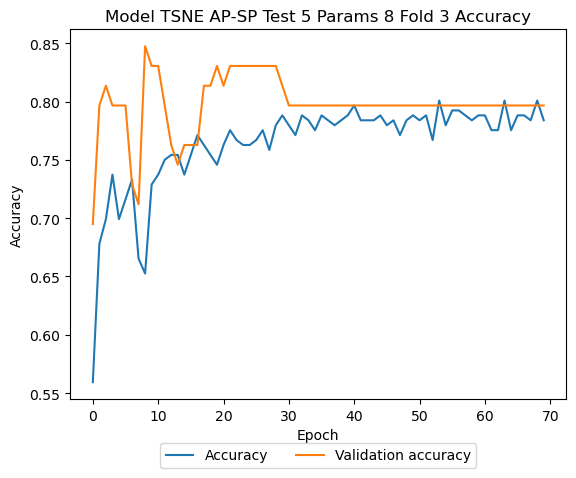 Model TSNE AP-SP Test 5 Params 8 Fold 3 Accuracy
0.85
0.80
0.75
0.70
0.65
0.60
0.55
Accuracy
0 10 20 30 40 50 60 70
Epoch
Accuracy Validation accuracy